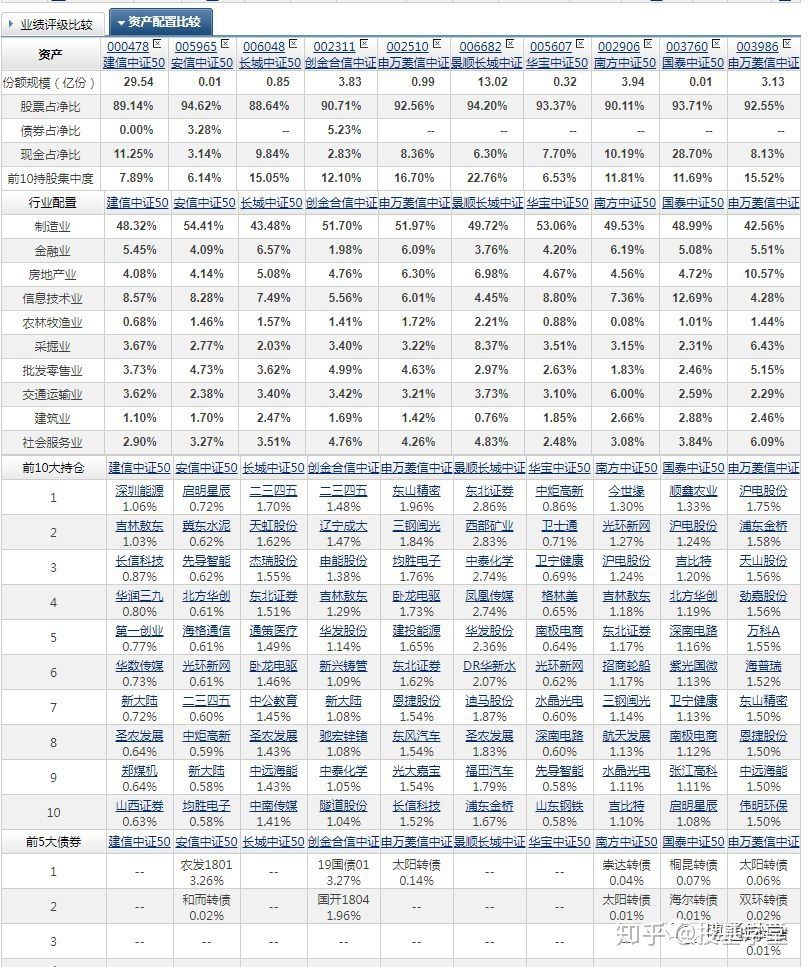 业绩评级比较 资产配置比较
资产 000478 005965 006048 002311 002510 006682 005607 002906 003760 003986
建信中证50 安信中证50 长城中证50 创金合信中证 申万菱信中证 景顺长城中证 华宝中证50 南方中证50 国泰中证50 申万菱信中证
份额规模（亿份） 29.54 0.01 0.85 3.83 0.99 13.02 0.32 3.94 0.01 3.13
股票占净比 89.14% 94.62% 88.64% 90.71% 92.56% 94.20% 93.37% 90.11% 93.71% 92.55%
债券占净比 0.00% 3.28% -- 5.23% -- -- -- -- -- --
现金占净比 11.25% 3.14% 9.84% 2.83% 8.36% 6.30% 7.70% 10.19% 28.70% 8.13%
前10持股集中度 7.89% 6.14% 15.05% 12.10% 16.70% 22.76% 6.53% 11.81% 11.69% 15.52%
行业配置 建信中证50 安信中证50 长城中证50 创金合信中证 申万菱信中证 景顺长城中证 华宝中证50 南方中证50 国泰中证50 申万菱信中证
制造业 48.32% 54.41% 43.48% 51.70% 51.97% 49.72% 53.06% 49.53% 48.99% 42.56%
金融业 5.45% 4.09% 6.57% 1.98% 6.09% 3.76% 4.20% 6.19% 5.08% 5.51%
房地产业 4.08% 4.14% 5.08% 4.76% 6.30% 6.98% 4.67% 4.56% 4.72% 10.57%
信息技术业 8.57% 8.28% 7.49% 5.56% 6.01% 4.45% 8.80% 7.36% 12.69% 4.28%
农林牧渔业 0.68% 1.46% 1.57% 1.41% 1.72% 2.21% 0.88% 0.08% 1.01% 1.44%
采掘业 3.67% 2.77% 2.03% 3.40% 3.22% 8.37% 3.51% 3.15% 2.31% 6.43%
批发零售业 3.73% 4.73% 3.62% 4.99% 4.63% 2.97% 2.63% 1.83% 2.46% 5.15%
交通运输业 3.62% 2.38% 3.40% 3.42% 3.21% 3.73% 3.10% 6.00% 2.59% 2.29%
建筑业 1.10% 1.70% 2.47% 1.69% 1.42% 0.76% 1.85% 2.66% 2.88% 2.46%
社会服务业 2.90% 3.27% 3.51% 4.76% 4.26% 4.83% 2.48% 3.08% 3.84% 6.09%
前10大持仓 建信中证50 安信中证50 长城中证50 创金合信中证 申万菱信中证 景顺长城中证 华宝中证50 南方中证50 国泰中证50 申万菱信中证
1 深圳能源 启明星辰 二三四五 二三四五 东山精密 东北证券 中炬高新 今世缘 顺鑫农业 沪电股份
1.06% 0.72% 1.70% 1.48% 1.96% 2.86% 0.86% 1.30% 1.33% 1.75%
2 吉林敖东 冀东水泥 天虹股份 辽宁成大 三钢闽光 西部矿业 卫士通 光环新网 沪电股份 浦东金桥
1.03% 0.62% 1.62% 1.47% 1.84% 2.83% 0.71% 1.27% 1.24% 1.58%
3 长信科技 先导智能 杰瑞股份 申能股份 均胜电子 中泰化学 卫宁健康 沪电股份 吉比特 天山股份
0.87% 0.62% 1.55% 1.38% 1.76% 2.74% 0.69% 1.24% 1.20% 1.56%
4 华润三九 北方华创 东北证券 吉林敖东 卧龙电驱 凤凰传媒 格林美 吉林敖东 北方华创 劲嘉股份
0.80% 0.61% 1.51% 1.29% 1.73% 2.74% 0.65% 1.18% 1.19% 1.56%
5 第一创业 海格通信 通策医疗 华发股份 建投能源 华发股份 南极电商 东北证券 深南电路 万科A
0.77% 0.61% 1.49% 1.14% 1.65% 2.36% 0.64% 1.17% 1.16% 1.55%
6 华数传媒 光环新网 卧龙电驱 新兴铸管 东北证券 DR华新水 光环新网 招商轮船 紫光国微 海普瑞
0.73% 0.61% 1.46% 1.09% 1.62% 2.07% 0.62% 1.17% 1.13% 1.52%
7 新大陆 二三四五 中公教育 新大陆 恩捷股份 迪马股份 水晶光电 三钢闽光 卫宁健康 东山精密
0.72% 0.60% 1.45% 1.08% 1.54% 1.87% 0.60% 1.14% 1.13% 1.50%
8 圣农发展 中炬高新 圣农发展 驰宏锌锗 东风汽车 圣农发展 深南电路 航天发展 南极电商 恩捷股份
0.64% 0.59% 1.43% 1.08% 1.54% 1.83% 0.60% 1.13% 1.12% 1.50%
9 郑煤机 新大陆 中远海能 中泰化学 光大嘉宝 福田汽车 先导智能 水晶光电 张江高科 中远海能
0.64% 0.58% 1.43% 1.05% 1.54% 1.79% 0.58% 1.11% 1.11% 1.50%
10 山西证券 均胜电子 中南传媒 隧道股份 长信科技 浦东金桥 山东钢铁 吉比特 启明星辰 伟明环保
0.63% 0.58% 1.41% 1.04% 1.52% 1.67% 0.58% 1.10% 1.08% 1.50%
前5大债券 建信中证50 安信中证50 长城中证50 创金合信中证 申万菱信中证 景顺长城中证 华宝中证50 南方中证50 国泰中证50 申万菱信中证
1 -- 农发1801 -- 19国债01 太阳转债 -- -- 崇达转债 桐昆转债 太阳转债
3.26% 3.27% 0.14% 0.04% 0.07% 0.06%
2 -- 和而转债 -- 国开1804 -- -- -- 太阳转债 海尔转债 双环转债
0.02% 1.96% 0.01% 0.01% 0.02%
3 -- -- -- -- -- -- --
0.01%
知乎